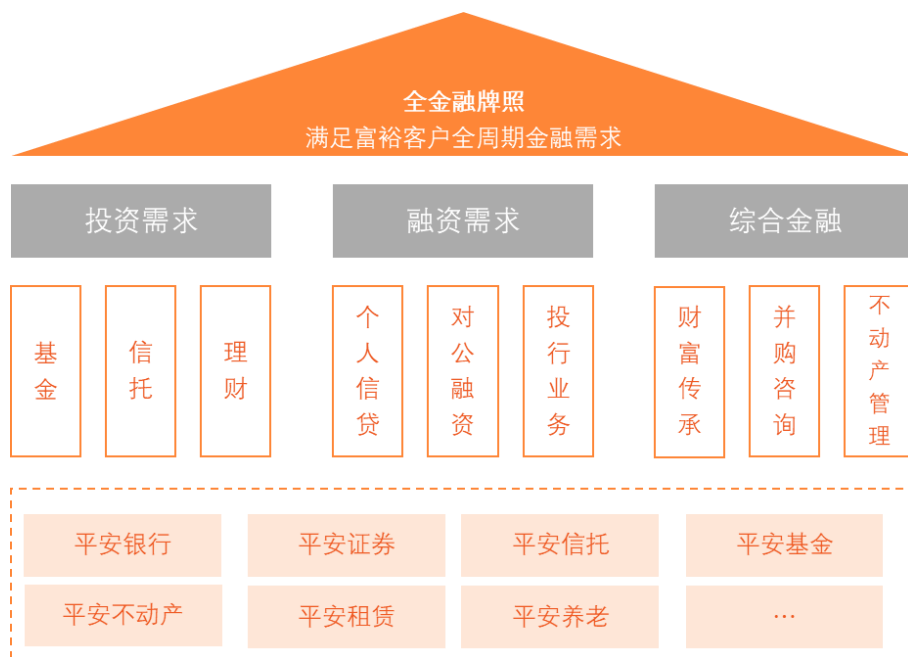 全金融牌照
满足富裕客户全周期金融需求
投资需求
融资需求
综合金融
基金
信托
理财
个人信贷
对公融资
投行业务
财富传承
并购咨询
不动产管理
平安银行
平安证券
平安信托
平安基金
平安不动产
平安租赁
平安养老
…